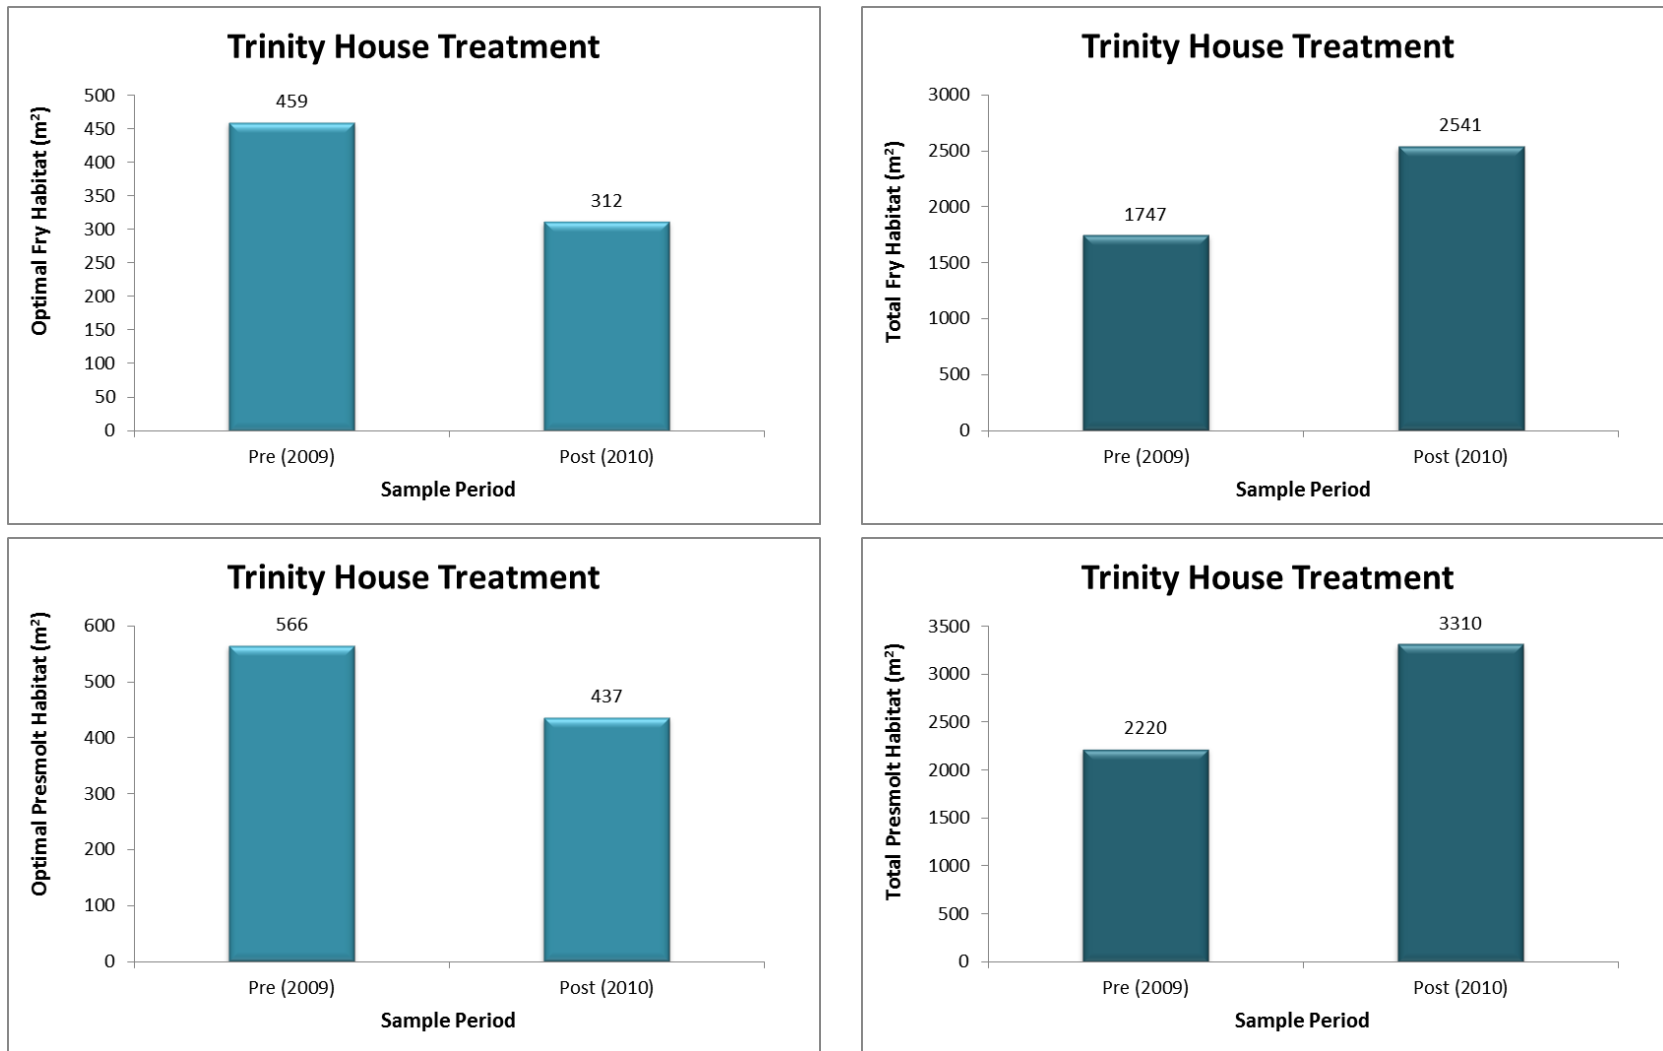 Trinity House Treatment
Optimal Fry Habitat (m²)
500
450
400
350
300
250
200
150
100
50
0
459
312
Pre (2009)
Post (2010)
Sample Period
Trinity House Treatment
Total Fry Habitat (m²)
3000
2500
2000
1500
1000
500
0
1747
2541
Pre (2009)
Post (2010)
Sample Period
Trinity House Treatment
Optimal Presmolt Habitat (m²)
600
500
400
300
200
100
0
566
437
Pre (2009)
Post (2010)
Sample Period
Trinity House Treatment
Total Presmolt Habitat (m²)
3500
3000
2500
2000
1500
1000
500
0
2220
3310
Pre (2009)
Post (2010)
Sample Period